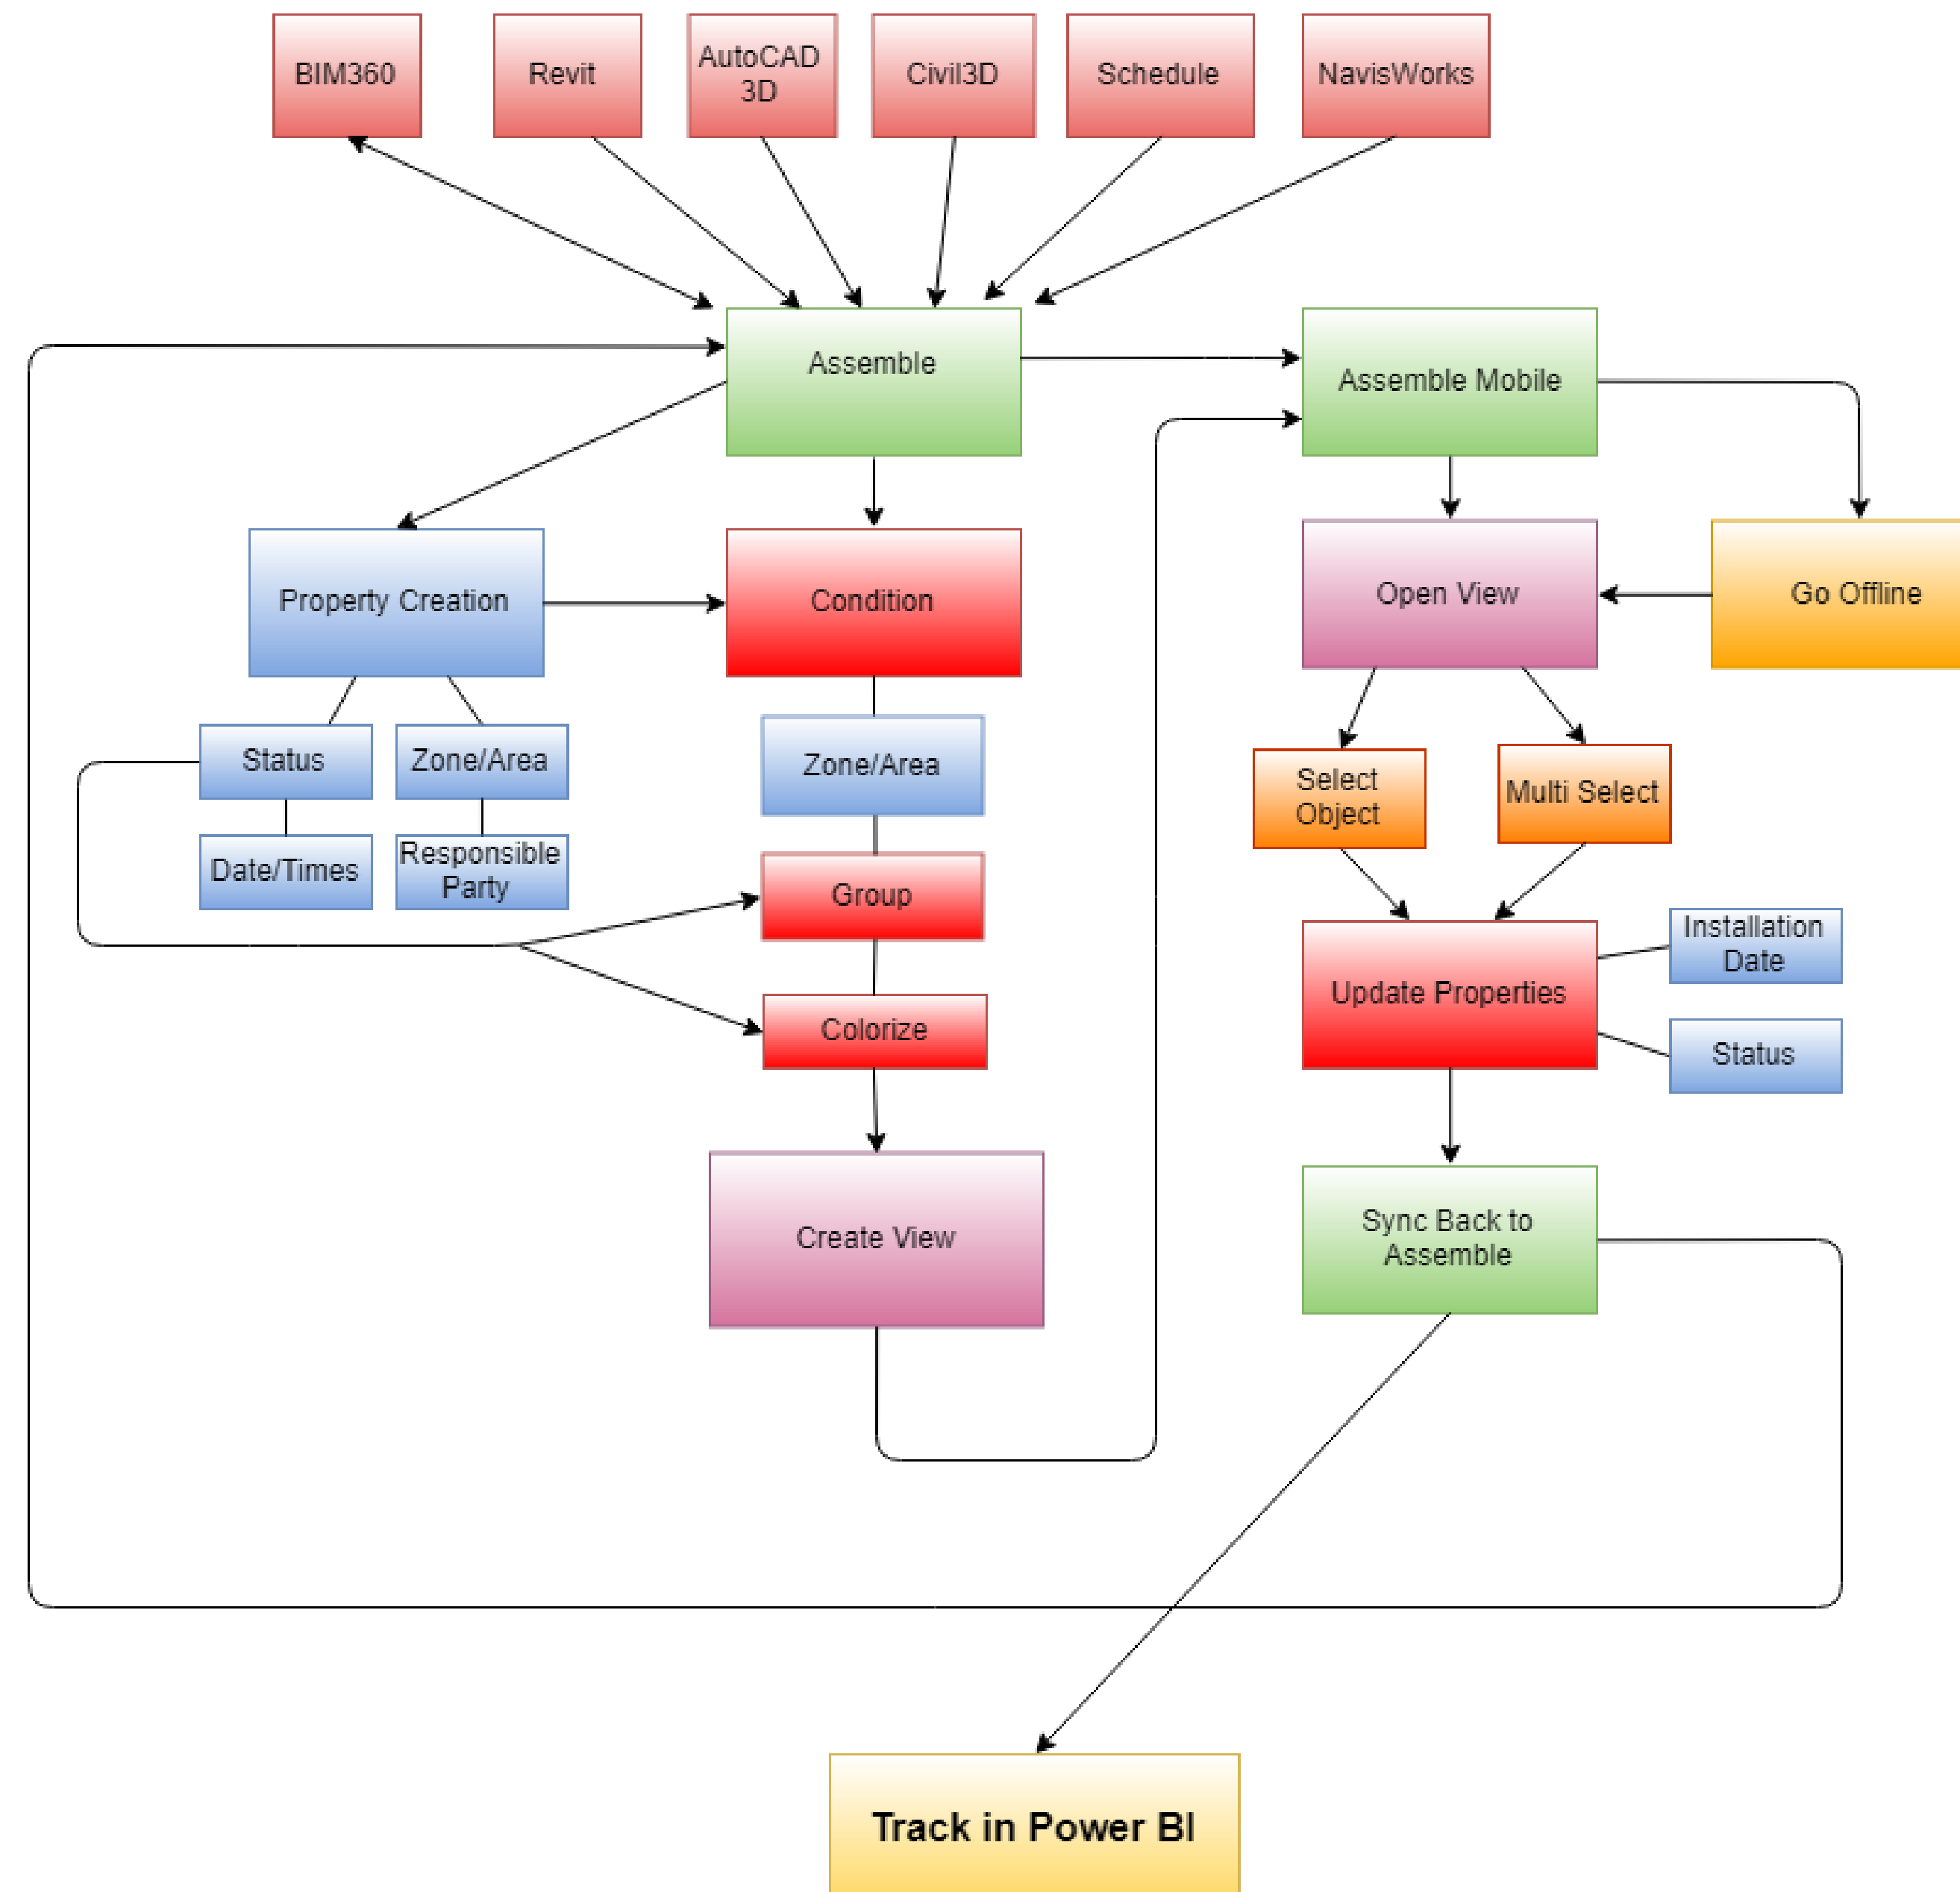 BIM360
Revit
AutoCAD
3D
Civil3D
Schedule
NavisWorks
Assemble
Assemble Mobile
Property Creation
Condition
Open View
Go Offline
Status
Zone/Area
Zone/Area
Select
Object
Multi Select
Date/Times
Responsible
Party
Group
Installation
Date
Update Properties
Colorize
Status
Create View
Sync Back to
Assemble
Track in Power BI